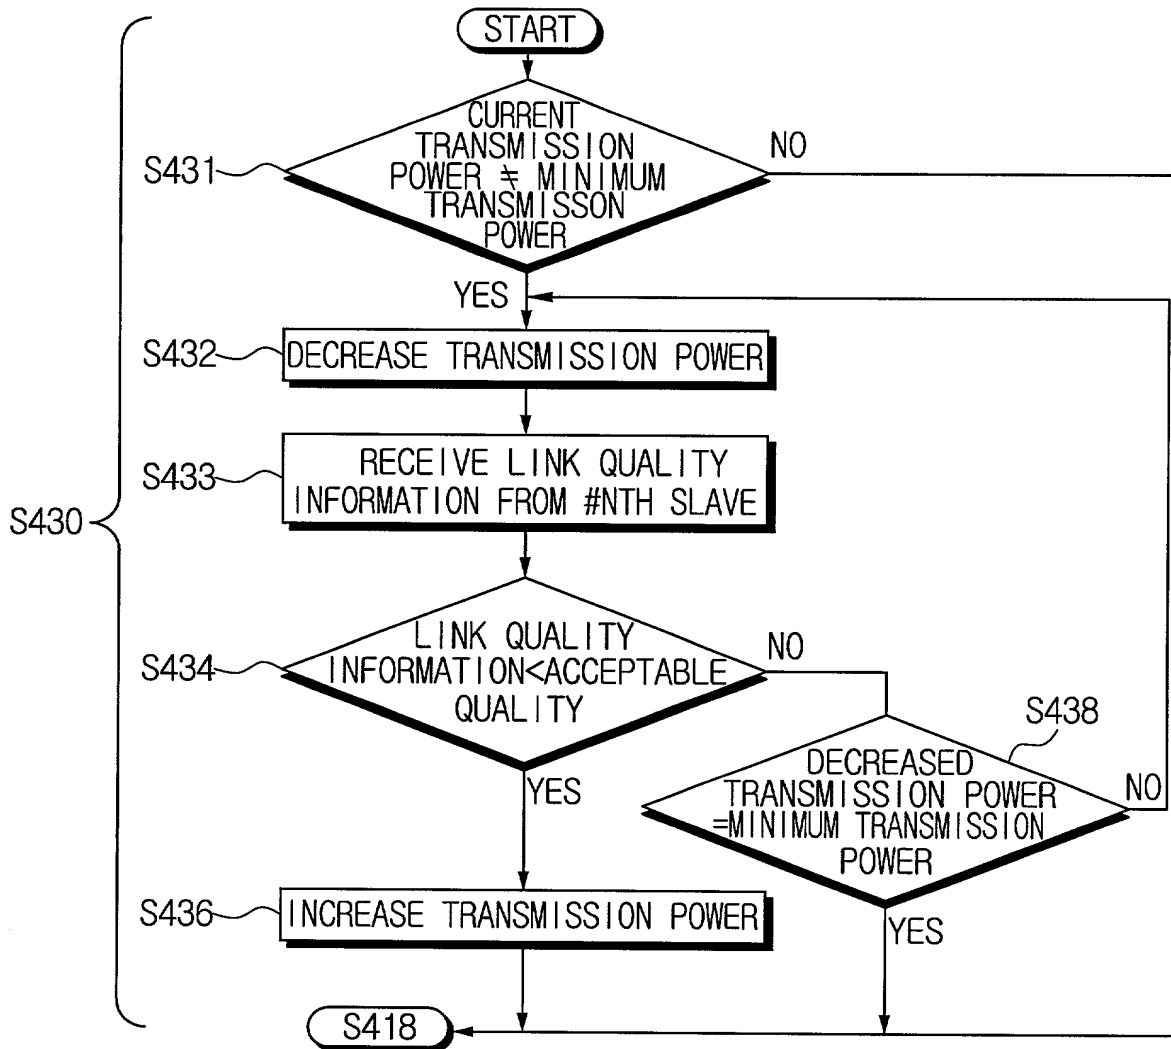 START
CURRENT
TRANSMISSION
POWER ≠ MINIMUM
TRANSMISSON
POWER
NO
S431
YES
S432
DECREASE TRANSMISSION POWER
S433
RECEIVE LINK QUALITY
INFORMATION FROM #NTH SLAVE
S430
S434
LINK QUALITY
INFORMATION<ACCEPTABLE
QUALITY
NO
S438
DECREASED
TRANSMISSION POWER
=MINIMUM TRANSMISSION
POWER
NO
YES
S436
INCREASE TRANSMISSION POWER
YES
S418